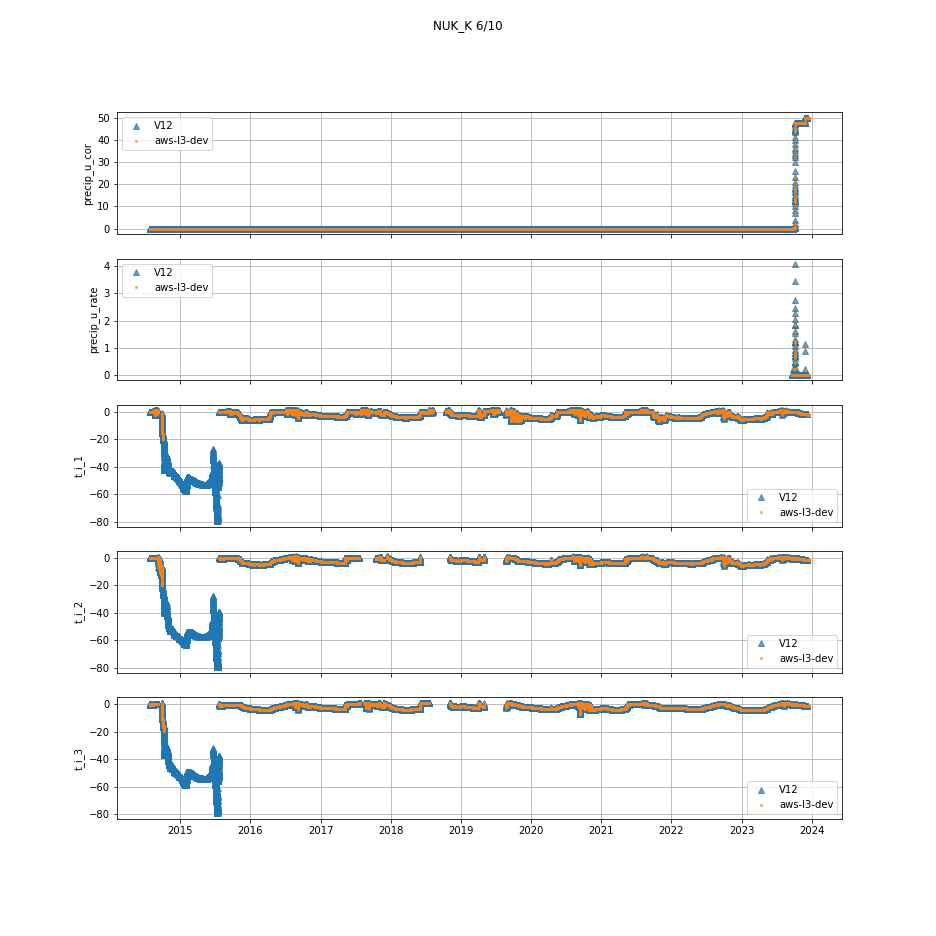 NUK_K 6/10
precip_u_cor
50
40
30
20
10
0
V12
aws-l3-dev
precip_u_rate
4
3
2
1
0
V12
aws-l3-dev
t_i_1
0
−20
−40
−60
−80
V12
aws-l3-dev
t_i_2
0
−20
−40
−60
−80
V12
aws-l3-dev
t_i_3
0
−20
−40
−60
−80
V12
aws-l3-dev
2015 2016 2017 2018 2019 2020 2021 2022 2023 2024